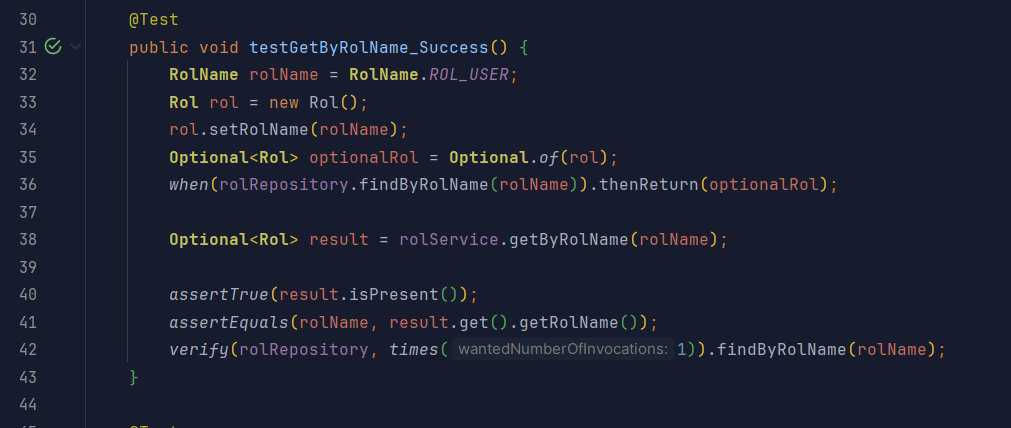 30 @Test
31 public void testGetByRolName_Success() {
32 RolName rolName = RolName.ROL_USER;
33 Rol rol = new Rol();
34 rol.setRolName(rolName);
35 Optional<Rol> optionalRol = Optional.of(rol);
36 when(rolRepository.findByRolName(rolName)).thenReturn(optionalRol);
37
38 Optional<Rol> result = rolService.getByRolName(rolName);
39
40 assertTrue(result.isPresent());
41 assertEquals(rolName, result.get().getRolName());
42 verify(rolRepository, times( wantedNumberOfInvocations: 1)).findByRolName(rolName);
43 }
44